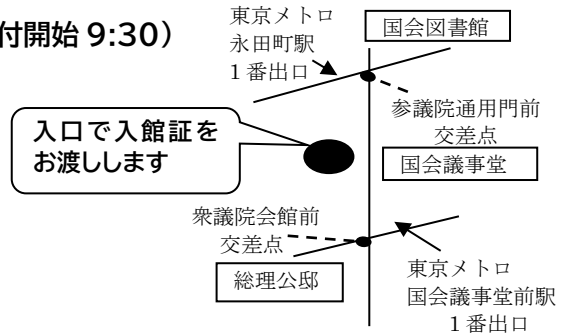 付開始 9:30）
東京メトロ
永田町駅
１番出口
国会図書館
参議院通用門前
交差点
入口で入館証を
お渡しします
国会議事堂
衆議院会館前
交差点
総理公邸
東京メトロ
国会議事堂前駅
１番出口